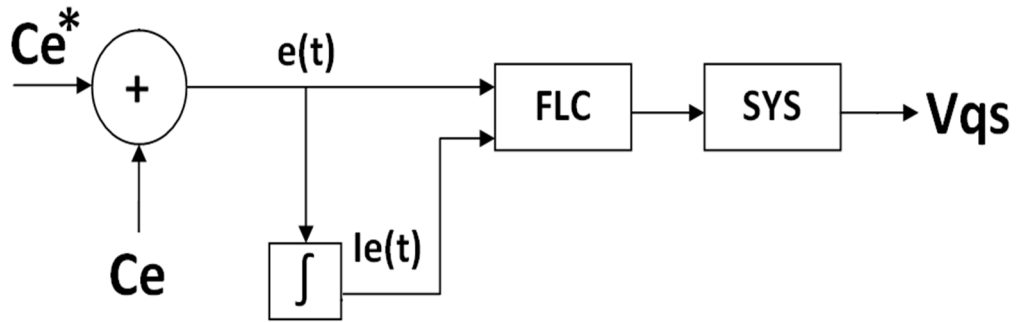 Ce*
+
e(t)
FLC
SYS
Vqs
Ce
∫
Ie(t)